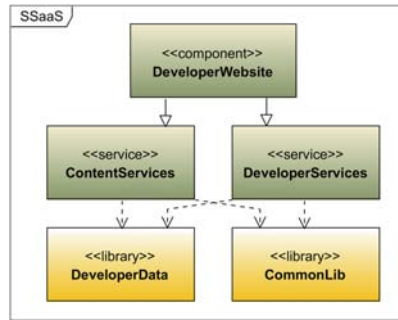 SSaaS
<<component>>
DeveloperWebsite
<<service>>
ContentServices
<<service>>
DeveloperServices
<<library>>
DeveloperData
<<library>>
CommonLib